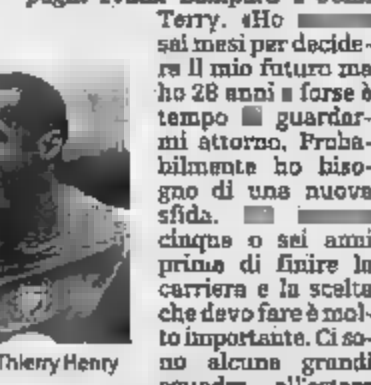 Terry. «Ho
sei mesi per decide-
re il mio futuro ma
ho 28 anni forse è
tempo guardar-
mi attorno. Proba-
bilmente ho biso-
gno di una nuova
sfida.
cinque o sei anni
prima di finire la
carriera e la scelta
che devo fare è mol-
to importante. Ci so-
no alcune grandi
Thierry Henry